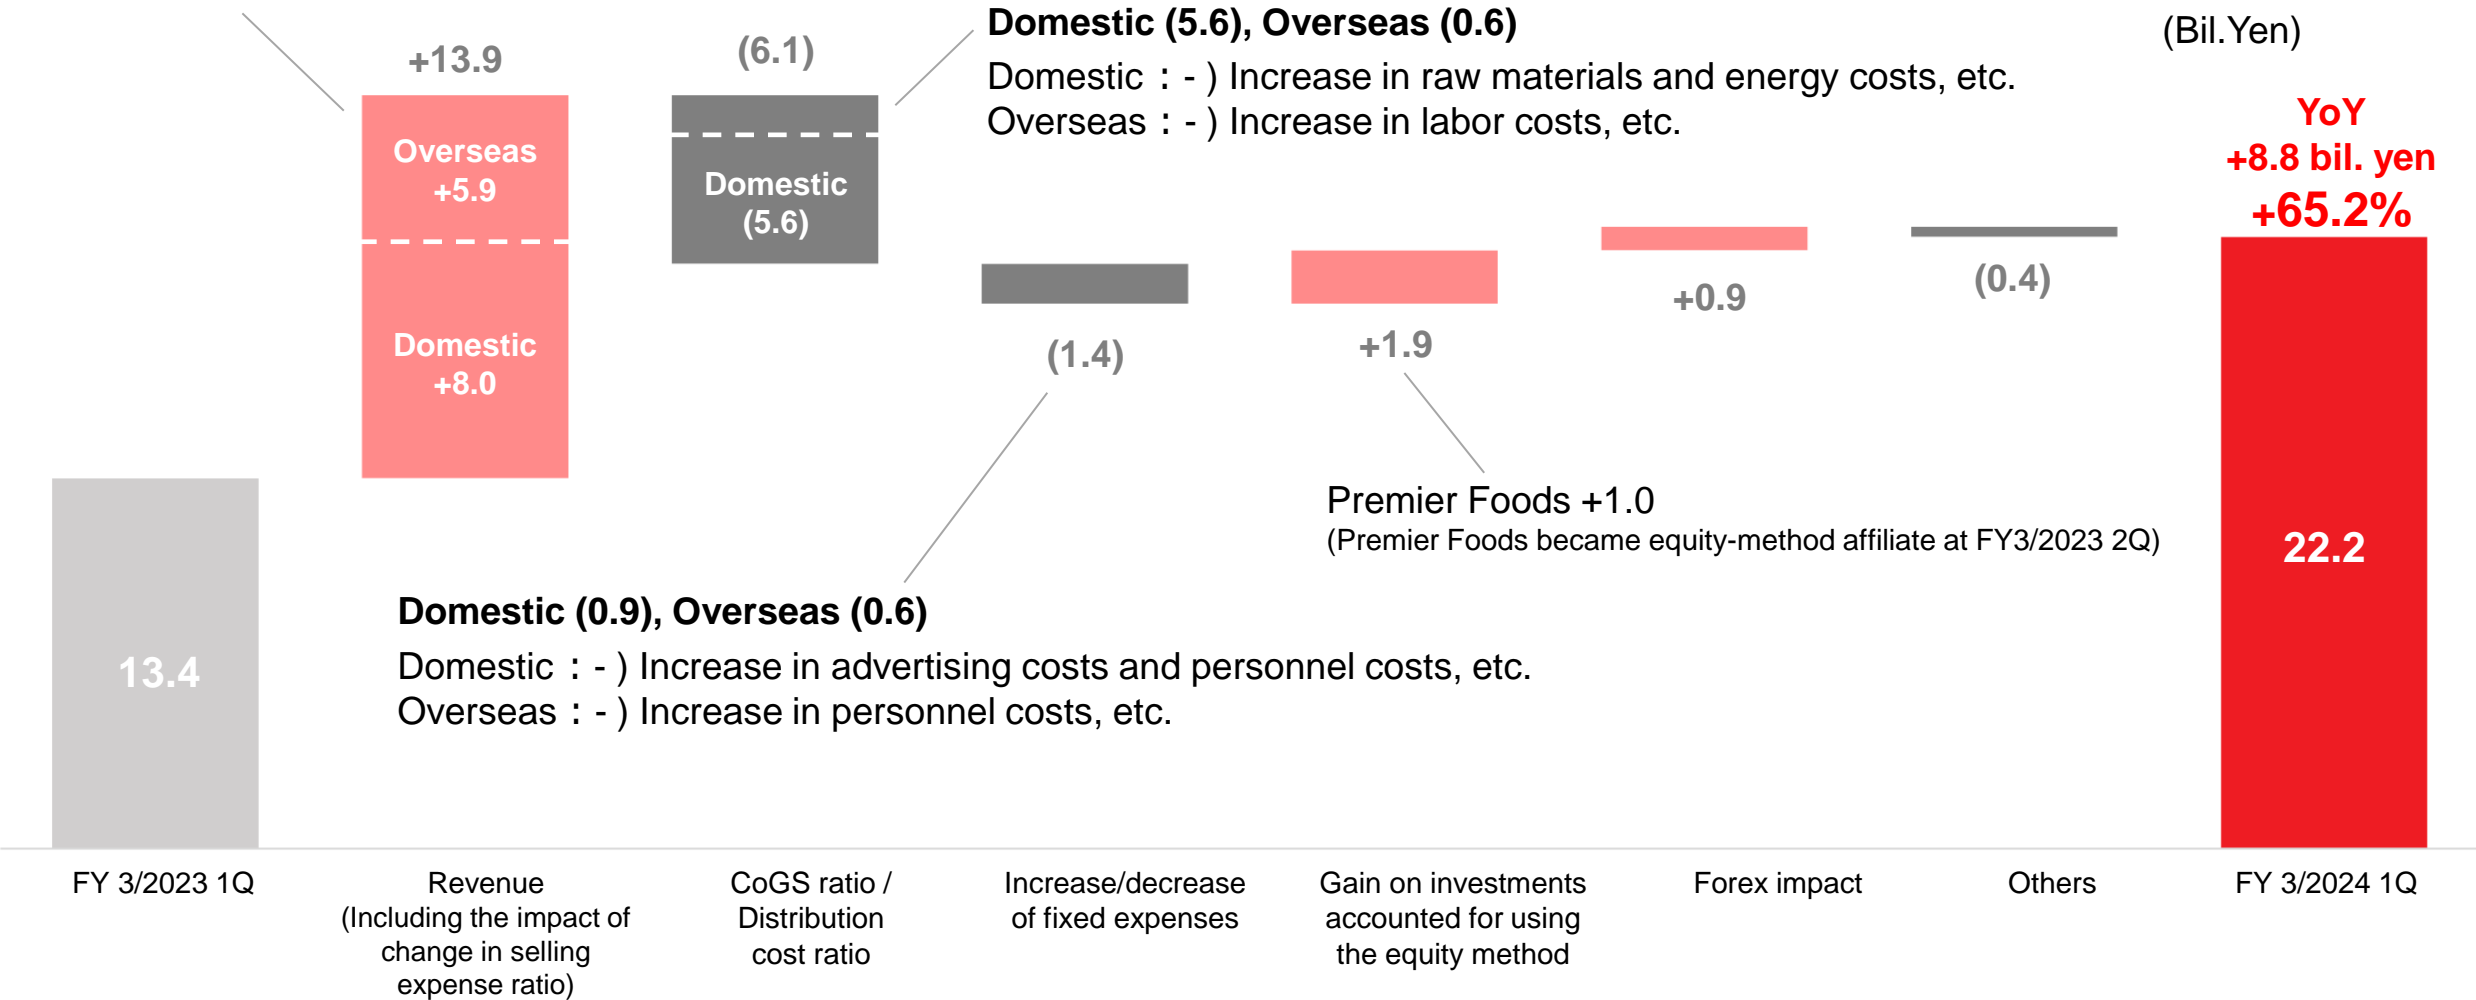 Domestic (5.6), Overseas (0.6)
Domestic : - ) Increase in raw materials and energy costs, etc.
Overseas : - ) Increase in labor costs, etc.
(Bil.Yen)
YoY
+8.8 bil. yen
+65.2%
+13.9
(6.1)
Overseas
+5.9
Domestic
+8.0
Domestic
(5.6)
(1.4)
+1.9
+0.9
(0.4)
Premier Foods +1.0
(Premier Foods became equity-method affiliate at FY3/2023 2Q)
22.2
13.4
Domestic (0.9), Overseas (0.6)
Domestic : - ) Increase in advertising costs and personnel costs, etc.
Overseas : - ) Increase in personnel costs, etc.
FY 3/2023 1Q
Revenue
(Including the impact of
change in selling
expense ratio)
CoGS ratio /
Distribution
cost ratio
Increase/decrease
of fixed expenses
Gain on investments
accounted for using
the equity method
Forex impact
Others
FY 3/2024 1Q